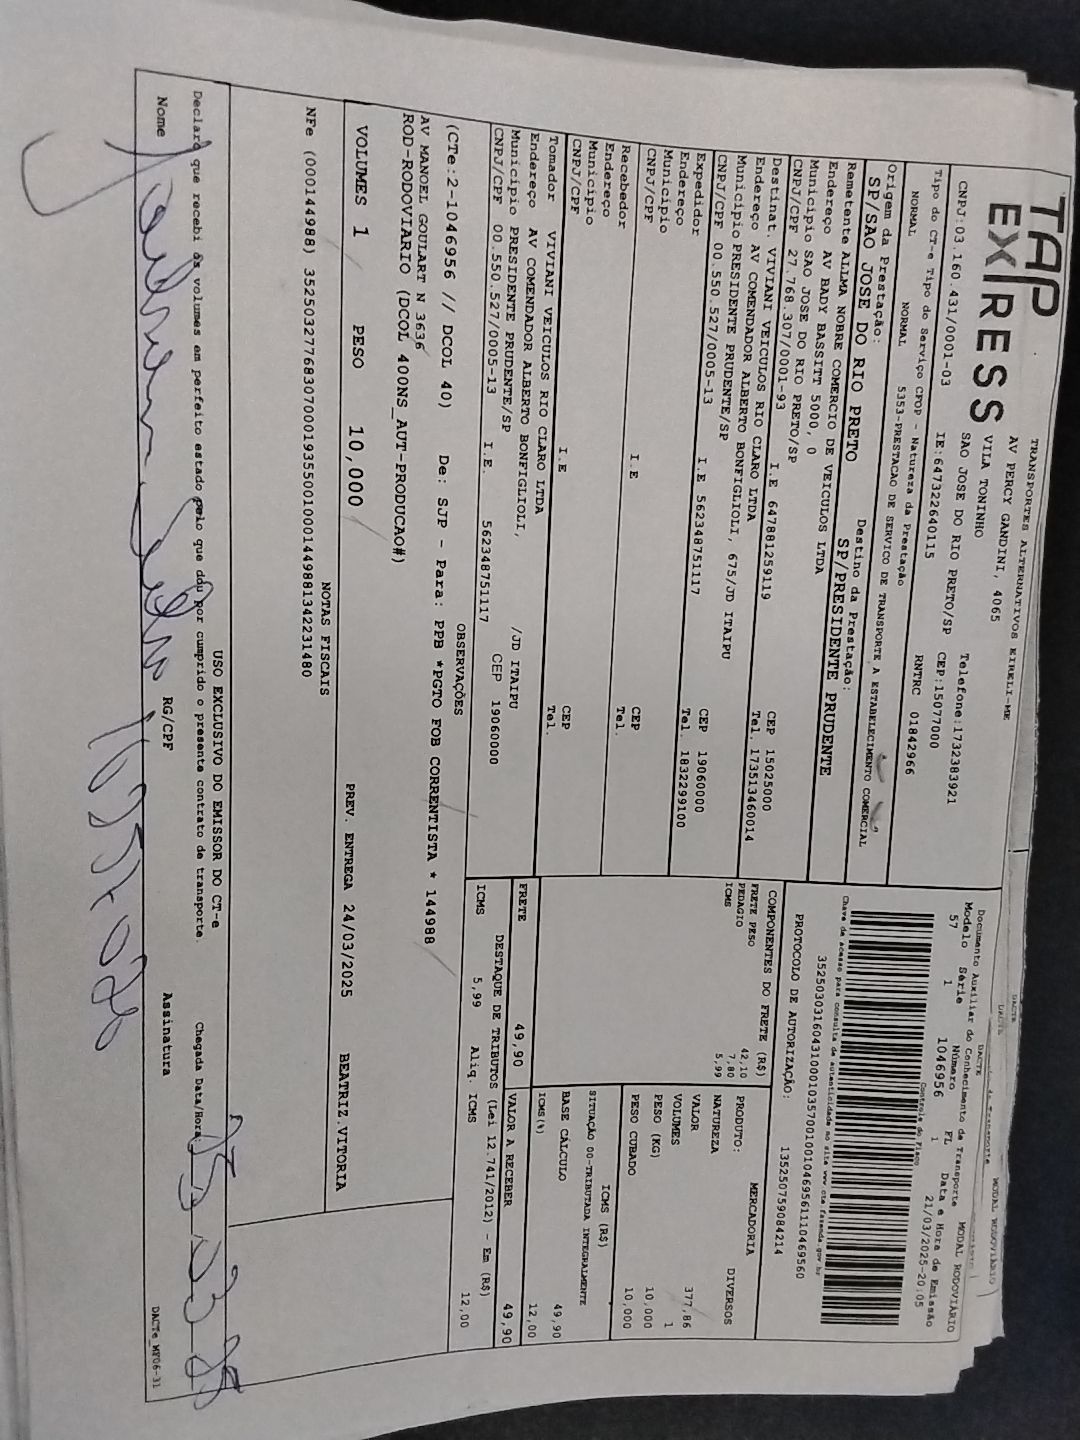 TAP
EXPRESS
TRANSPORTES ALTERNATIVOS EIRELI-ME
AV PERCY GANDINI, 4065
VILA TONINHO
SAO JOSE DO RIO PRETO/SP
Telefone:1732383921
CEP:15077000
CNPJ:03.160.431/0001-03
IE:647322640115
RNTRC 01842966
Tipo do CT-e Tipo do Serviço CFOP - Natureza da Prestação
NORMAL NORMAL 5353-PRESTACAO DE SERVICO DE TRANSPORTE A ESTABELECIMENTO COMERCIAL
Origem da Prestação: Destino da Prestação:
SP/SAO JOSE DO RIO PRETO SP/PRESIDENTE PRUDENTE
Remetente ALLMA NOBRE COMERCIO DE VEICULOS LTDA
Endereço AV BADY BASSITT 5000, 0
Município SAO JOSE DO RIO PRETO/SP CEP 15025000
CNPJ/CPF 27.768.307/0001-93 I.E 647881259119 Tel. 173513460014
Destinat. VIVIANI VEICULOS RIO CLARO LTDA
Endereço AV COMENDADOR ALBERTO BONFIGLIOLI, 675/JD ITAIPU
Município PRESIDENTE PRUDENTE/SP CEP 19060000
CNPJ/CPF 00.550.527/0005-13 I.E 562348751117 Tel. 1832299100
Expedidor
Endereço
Município CEP
CNPJ/CPF I.E Tel.
Recebedor
Endereço
Município CEP
CNPJ/CPF I.E Tel.
Tomador VIVIANI VEICULOS RIO CLARO LTDA
Endereço AV COMENDADOR ALBERTO BONFIGLIOLI, /JD ITAIPU
Município PRESIDENTE PRUDENTE/SP CEP 19060000
CNPJ/CPF 00.550.527/0005-13 I.E. 562348751117
DACTE
DACTE
DACTE
MODAL RODOVIÁRIO
Documento Auxiliar do Conhecimento de Transporte MODAL RODOVIÁRIO
Modelo Série Número FL Data e Hora de Emissão
57 1 1046956 1 21/03/2025-20:05
Controle do Fisco
Chave de acesso para consulta de autenticidade no site www.cte.fazenda.gov.br
35250303160431000103570010010469561110469560
PROTOCOLO DE AUTORIZAÇÃO: 135250759084214
COMPONENTES DO FRETE (R$)
FRETE PESO 42,10
PEDAGIO 7,80
ICMS 5,99
FRETE 49,90
PRODUTO: MERCADORIA
NATUREZA DIVERSOS
VALOR 377,86
VOLUMES 1
PESO (KG) 10,000
PESO CUBADO 10,000
ICMS (R$)
SITUAÇÃO 00-TRIBUTADA INTEGRALMENTE
BASE CÁLCULO 49,90
ICMS(%) 12,00
VALOR A RECEBER 49,90
DESTAQUE DE TRIBUTOS (Lei 12.741/2012) - Em (R$)
ICMS 5,99 Aliq. ICMS 12,00
OBSERVAÇÕES
(CTe:2-1046956 // DCOL 40) De: SJP - Para: PPB *PGTO FOB CORRENTISTA * 144988
AV MANOEL GOULART N 3636
ROD-RODOVIARIO (DCOL 400NS_AUT-PRODUCAO#)
VOLUMES 1 PESO 10,000 PREV. ENTREGA 24/03/2025 BEATRIZ.VITORIA
NOTAS FISCAIS
NFe (000144988) 35250327768307000193550010001449881342231480
USO EXCLUSIVO DO EMISSOR DO CT-e
Declaro que recebi os volumes em perfeito estado pelo que dou por cumprido o presente contrato de transporte. Chegada Data/Hora
Nome RG/CPF Assinatura
DACTe_MF06-31